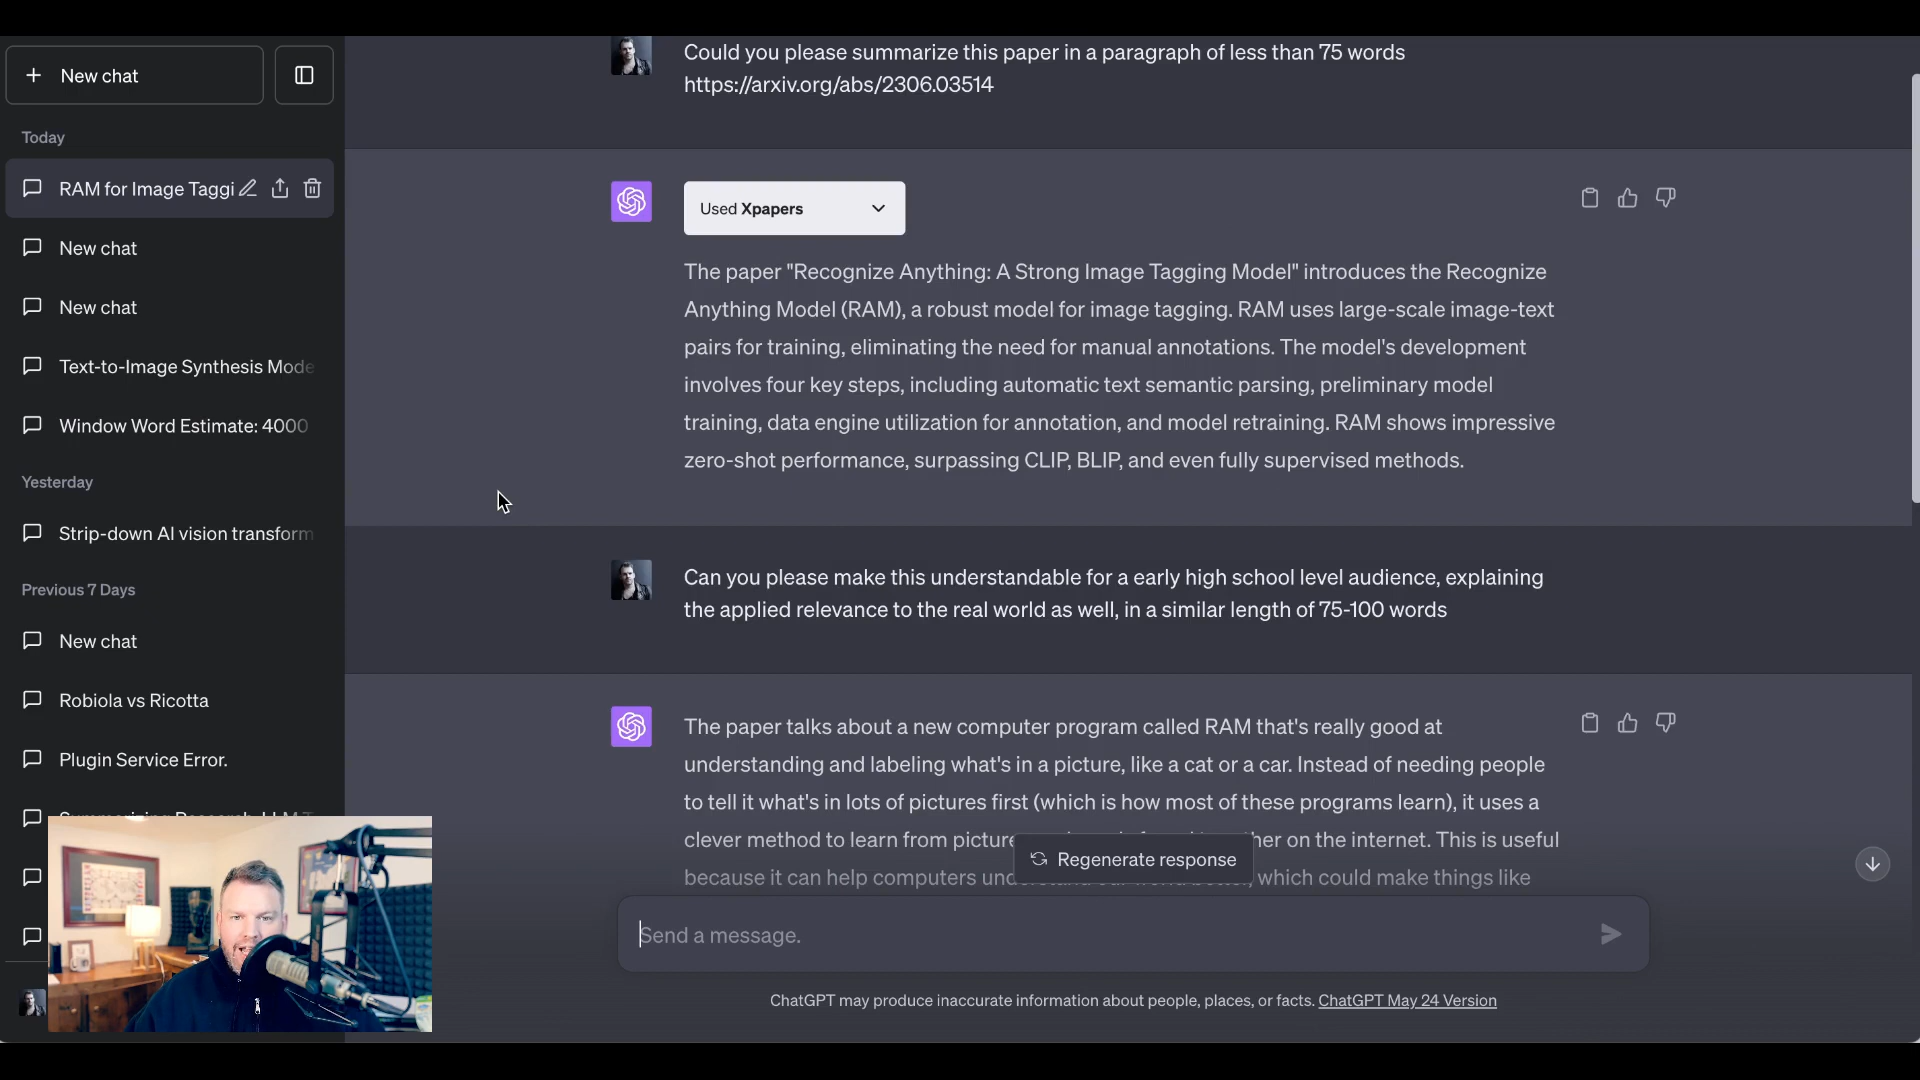 New chat
Today
RAM for Image Taggi
New chat
New chat
Text-to-Image Synthesis Mode
Window Word Estimate: 4000
Yesterday
Strip-down AI vision transform
Previous 7 Days
New chat
Robiola vs Ricotta
Plugin Service Error.
Could you please summarize this paper in a paragraph of less than 75 words
https://arxiv.org/abs/2306.03514
Used Xpapers
The paper "Recognize Anything: A Strong Image Tagging Model" introduces the Recognize
Anything Model (RAM), a robust model for image tagging. RAM uses large-scale image-text
pairs for training, eliminating the need for manual annotations. The model's development
involves four key steps, including automatic text semantic parsing, preliminary model
training, data engine utilization for annotation, and model retraining. RAM shows impressive
zero-shot performance, surpassing CLIP, BLIP, and even fully supervised methods.
Can you please make this understandable for a early high school level audience, explaining
the applied relevance to the real world as well, in a similar length of 75-100 words
The paper talks about a new computer program called RAM that's really good at
understanding and labeling what's in a picture, like a cat or a car. Instead of needing people
to tell it what's in lots of pictures first (which is how most of these programs learn), it uses a
clever method to learn from picture on the internet. This is useful
because it can help computers which could make things like
Regenerate response
Send a message.
ChatGPT may produce inaccurate information about people, places, or facts. ChatGPT May 24 Version